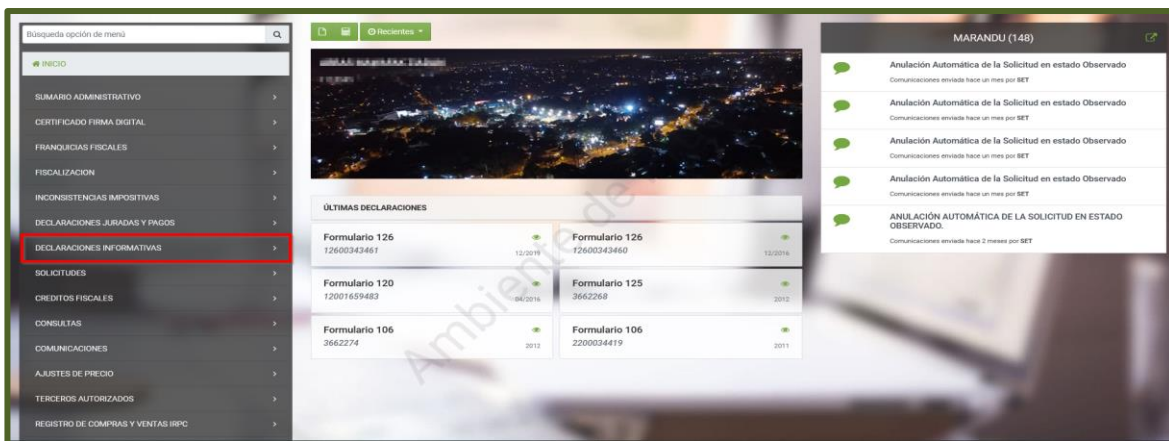 Búsqueda opción de menú
INICIO
SUMARIO ADMINISTRATIVO
CERTIFICADO FIRMA DIGITAL
FRANQUICIAS FISCALES
FISCALIZACION
INCONSISTENCIAS IMPOSITIVAS
DECLARACIONES JURADAS Y PAGOS
DECLARACIONES INFORMATIVAS
SOLICITUDES
CREDITOS FISCALES
CONSULTAS
COMUNICACIONES
AJUSTES DE PRECIO
TERCEROS AUTORIZADOS
REGISTRO DE COMPRAS Y VENTAS IRPC
Recientes
ÚLTIMAS DECLARACIONES
Formulario 126
12600343461
12/2019
Formulario 126
12600343460
12/2016
Formulario 120
12001659483
04/2016
Formulario 125
3662268
2012
Formulario 106
3662274
2012
Formulario 106
2200034419
2011
Ambiente de
MARANDU (148)
Anulación Automática de la Solicitud en estado Observado
Comunicaciones enviada hace un mes por SET
Anulación Automática de la Solicitud en estado Observado
Comunicaciones enviada hace un mes por SET
Anulación Automática de la Solicitud en estado Observado
Comunicaciones enviada hace un mes por SET
Anulación Automática de la Solicitud en estado Observado
Comunicaciones enviada hace un mes por SET
ANULACIÓN AUTOMÁTICA DE LA SOLICITUD EN ESTADO
OBSERVADO.
Comunicaciones enviada hace 2 meses por SET